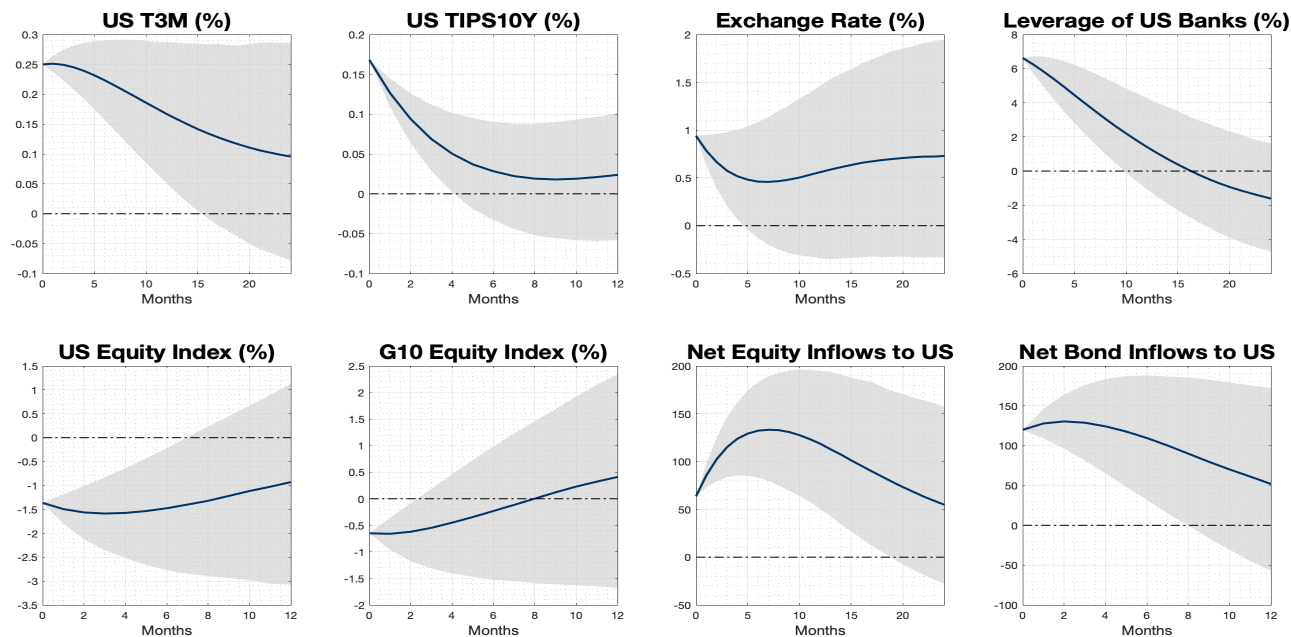 US T3M (%)
0.3
0.25
0.2
0.15
0.1
0.05
0
-0.05
-0.1
0 5 10 15 20
Months
US TIPS10Y (%)
0.2
0.15
0.1
0.05
0
-0.05
-0.1
0 2 4 6 8 10 12
Months
Exchange Rate (%)
2
1.5
1
0.5
0
-0.5
0 5 10 15 20
Months
Leverage of US Banks (%)
8
6
4
2
0
-2
-4
-6
0 5 10 15 20
Months
US Equity Index (%)
1.5
1
0.5
0
-0.5
-1
-1.5
-2
-2.5
-3
-3.5
0 2 4 6 8 10 12
Months
G10 Equity Index (%)
2.5
2
1.5
1
0.5
0
-0.5
-1
-1.5
-2
0 2 4 6 8 10 12
Months
Net Equity Inflows to US
200
150
100
50
0
-50
0 5 10 15 20
Months
Net Bond Inflows to US
200
150
100
50
0
-50
-100
0 2 4 6 8 10 12
Months